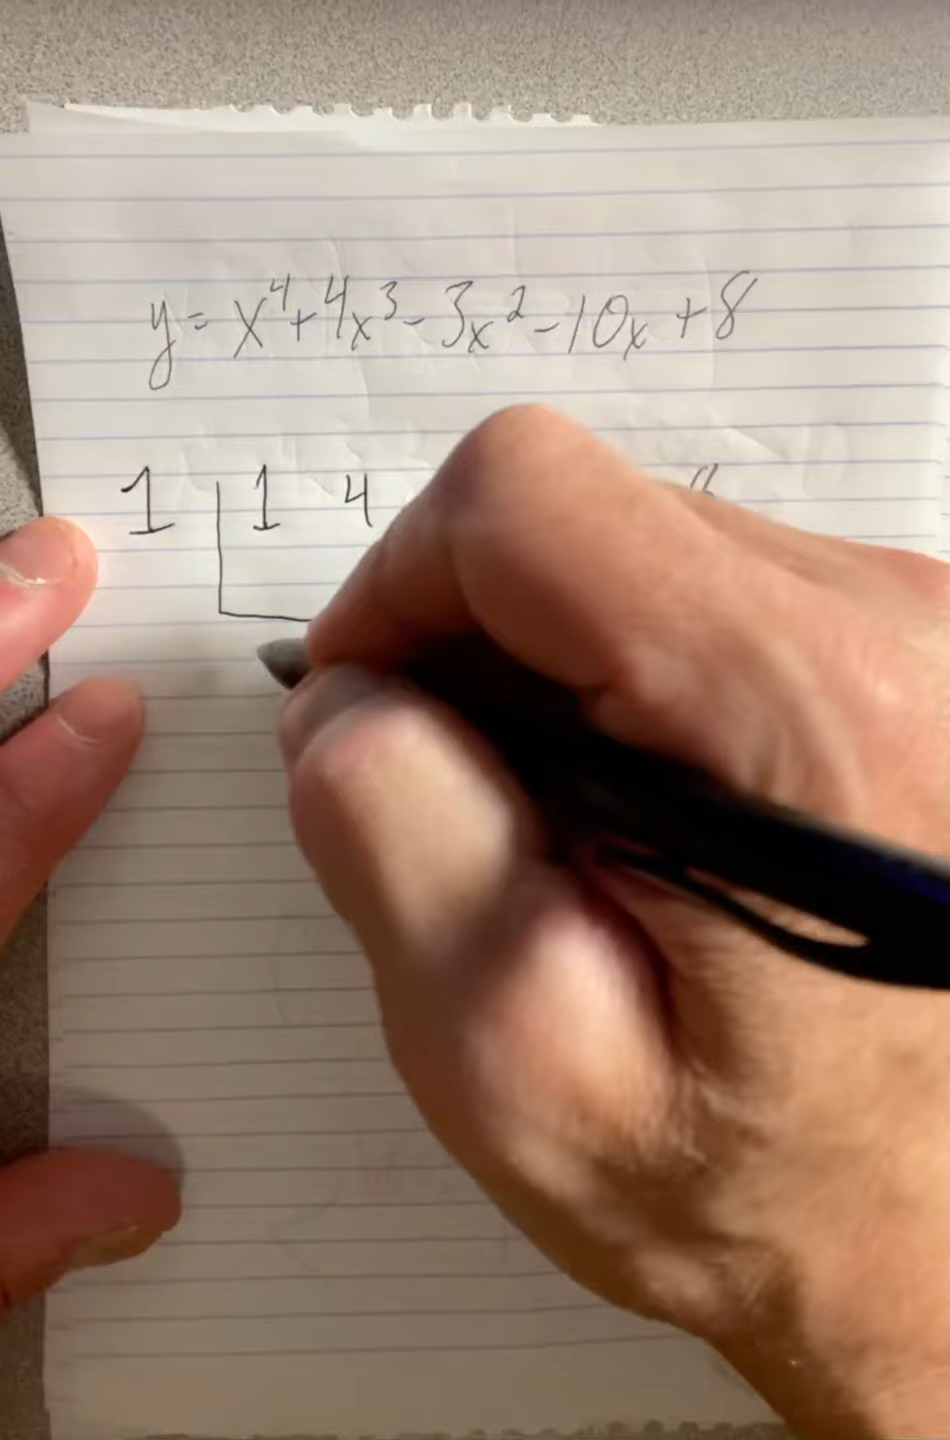 y = x⁴ + 4x³ - 3x² - 10x + 8
1 1 4